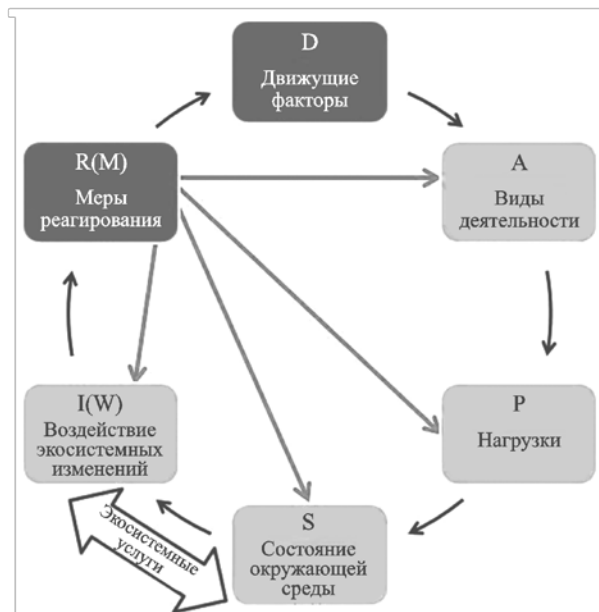 D
Движущие
факторы
R(M)
Меры
реагирования
A
Виды
деятельности
I(W)
Воздействие
экосистемных
изменений
P
Нагрузки
Экосистемные
услуги
S
Состояние
окружающей
среды